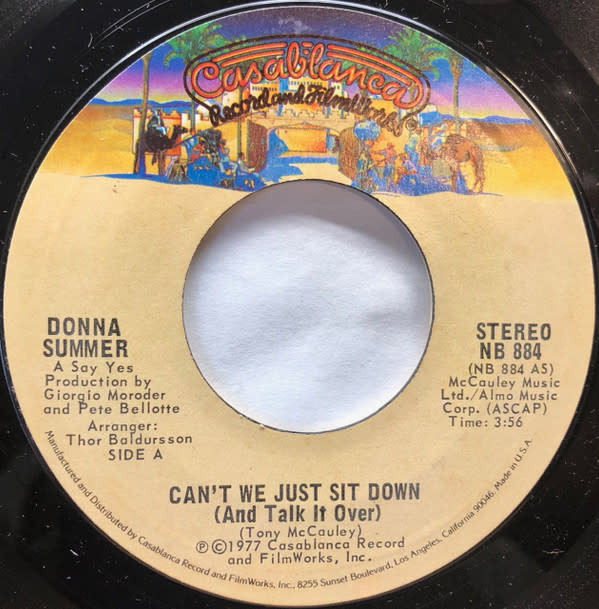 Casablanca
Record and FilmWorks
DONNA
SUMMER
A Say Yes
Production by
Giorgio Moroder
and Pete Bellotte
Arranger:
Thor Baldursson
SIDE A
STEREO
NB 884
(NB 884 AS)
McCauley Music
Ltd./Almo Music
Corp. (ASCAP)
Time: 3:56
CAN'T WE JUST SIT DOWN
(And Talk It Over)
(Tony McCauley)
Ⓟ©1977 Casablanca Record
and FilmWorks, Inc.
Manufactured and Distributed by Casablanca Record and FilmWorks, Inc., 8255 Sunset Boulevard, Los Angeles, California 90046. Made in U.S.A.